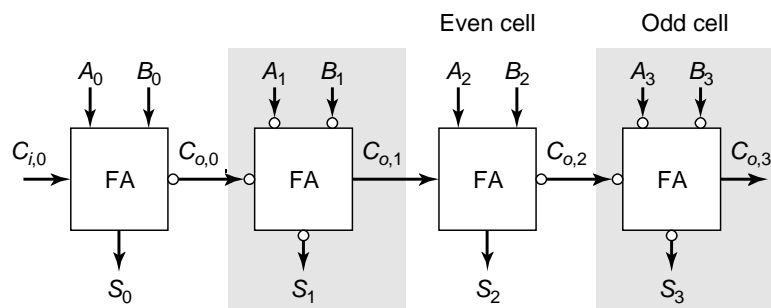 Even cell Odd cell
A0 B0 A1 B1 A2 B2 A3 B3
Ci,0 Co,0 Co,1 Co,2 Co,3
FA FA FA FA
S0 S1 S2 S3